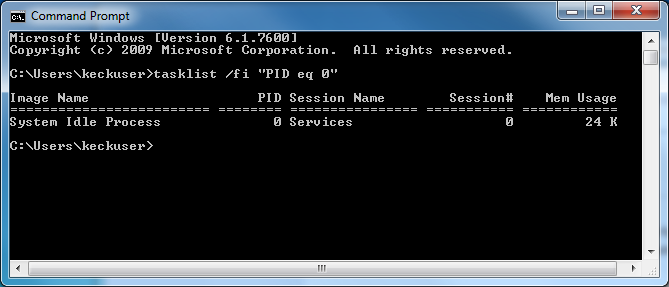 Command Prompt
Microsoft Windows [Version 6.1.7600]
Copyright (c) 2009 Microsoft Corporation.  All rights reserved.
C:\Users\keckuser>tasklist /fi "PID eq 0"
Image Name                     PID Session Name        Session#    Mem Usage
========================= ======== ================ =========== ============
System Idle Process              0 Services                   0         24 K
C:\Users\keckuser>